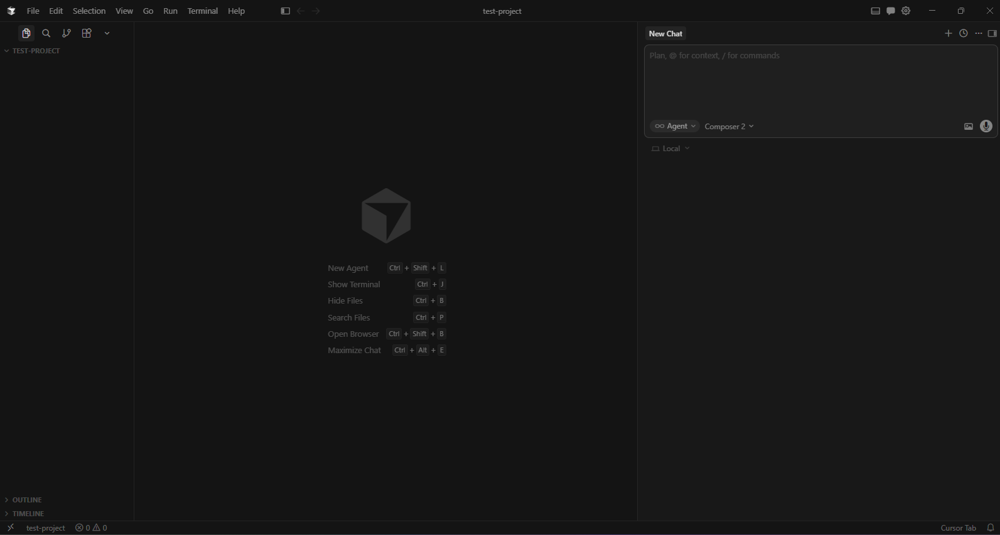 File Edit Selection View Go Run Terminal Help
test-project
TEST-PROJECT
New Agent Ctrl + Shift + L
Show Terminal Ctrl + J
Hide Files Ctrl + B
Search Files Ctrl + P
Open Browser Ctrl + Shift + B
Maximize Chat Ctrl + Alt + E
New Chat
Plan, @ for context, / for commands
Agent Composer 2
Local
OUTLINE
TIMELINE
test-project 0 0
Cursor Tab